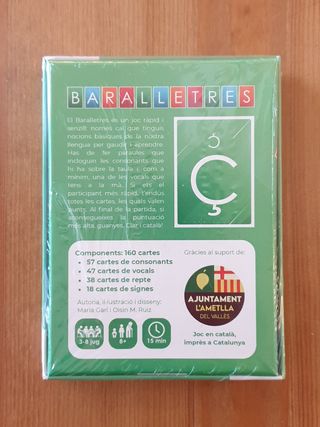 BARALLETRES
El Baralletres és un joc ràpid i
senzill: només cal que tinguis
nocions bàsiques de la nostra
llengua per gaudir i aprendre.
Has de fer paraules que
incloguin les consonants que
hi ha sobre la taula i, com a
mínim, una de les vocals que
tens a la mà. Si ets el
participant més ràpid, t'enduràs
totes les cartes, les quals valen
punts. Al final de la partida, si
aconsegueixes la puntuació
més alta, guanyes. Clar i català!
Ç
Components: 160 cartes
• 57 cartes de consonants
• 47 cartes de vocals
• 38 cartes de repte
• 18 cartes de signes
Autoria, il·lustració i disseny:
Marià Garí i Oisin M. Ruiz
3-8 jug
8+
15 min
Gràcies al suport de:
AJUNTAMENT
L'AMETLLA
DEL VALLÈS
Joc en català,
imprès a Catalunya